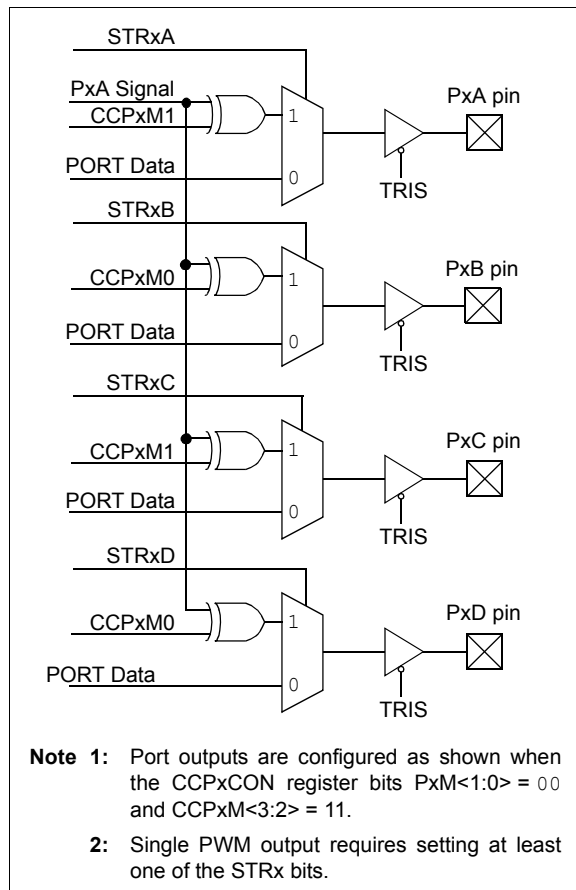 STRxA
PxA Signal
CCPxM1
1
PORT Data
0
TRIS
PxA pin
STRxB
CCPxM0
1
PORT Data
0
TRIS
PxB pin
STRxC
CCPxM1
1
PORT Data
0
TRIS
PxC pin
STRxD
CCPxM0
1
PORT Data
0
TRIS
PxD pin
Note 1: Port outputs are configured as shown when
the CCPxCON register bits PxM<1:0> = 00
and CCPxM<3:2> = 11.
2: Single PWM output requires setting at least
one of the STRx bits.